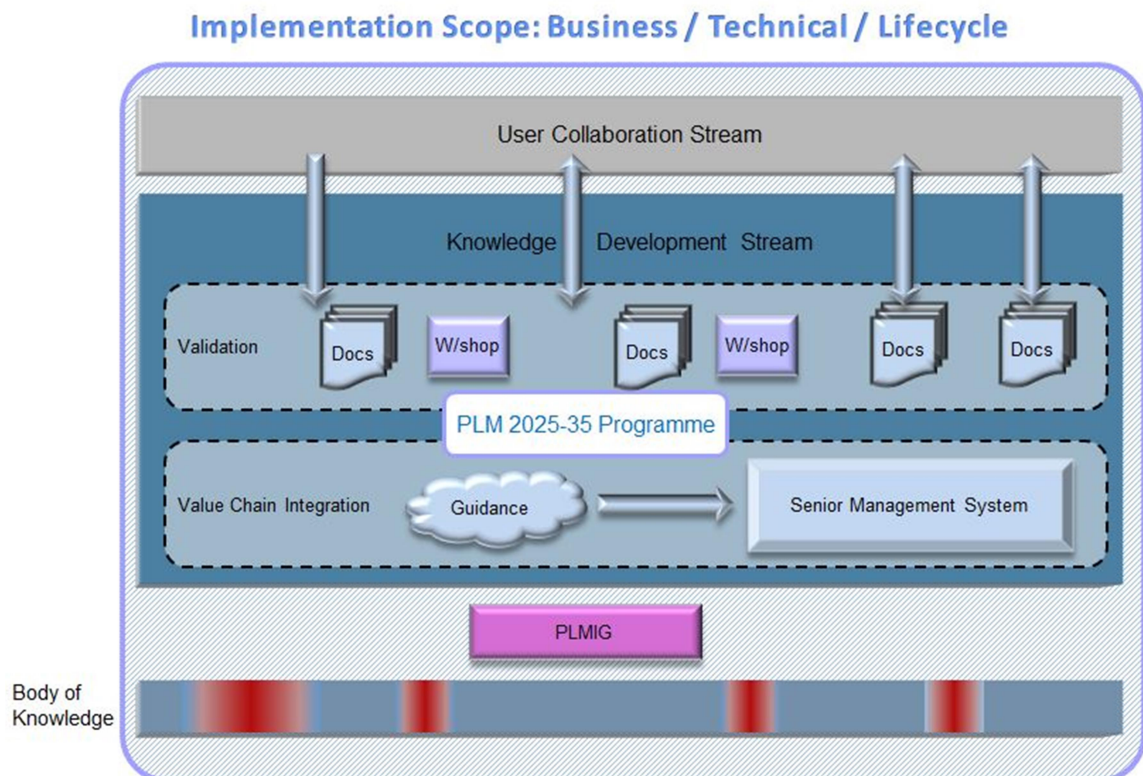 Implementation Scope: Business / Technical / Lifecycle
User Collaboration Stream
Knowledge Development Stream
Validation
Docs
W/shop
Docs
W/shop
Docs
Docs
PLM 2025-35 Programme
Value Chain Integration
Guidance
Senior Management System
PLMIG
Body of
Knowledge